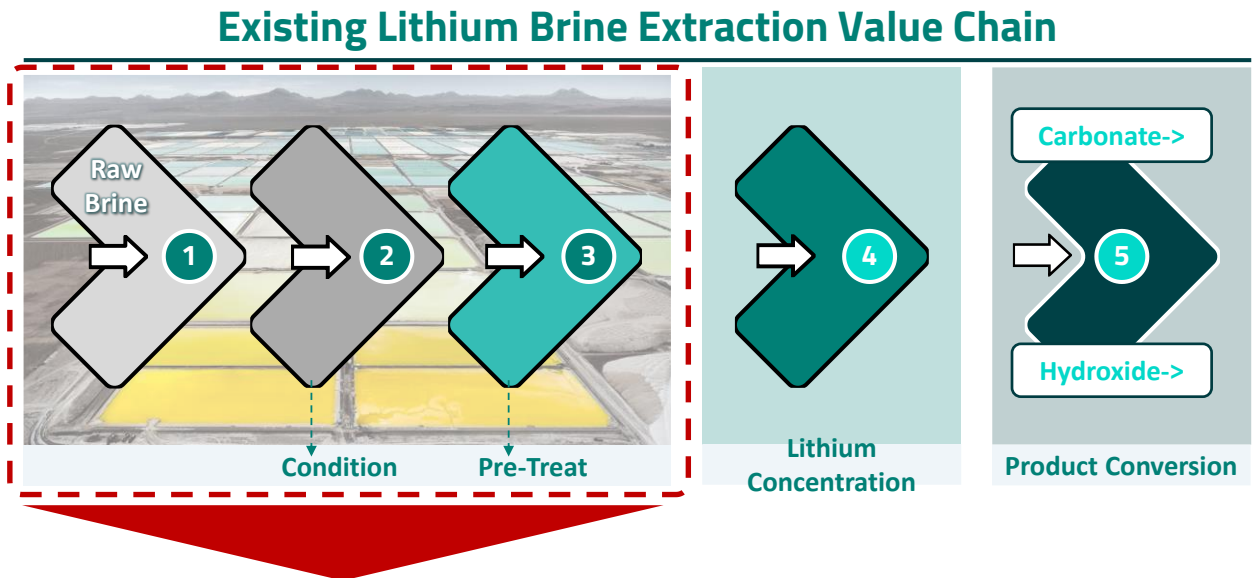 Existing Lithium Brine Extraction Value Chain
Raw
Brine
1
2
3
4
5
Carbonate->
Hydroxide->
Condition
Pre-Treat
Lithium
Concentration
Product Conversion